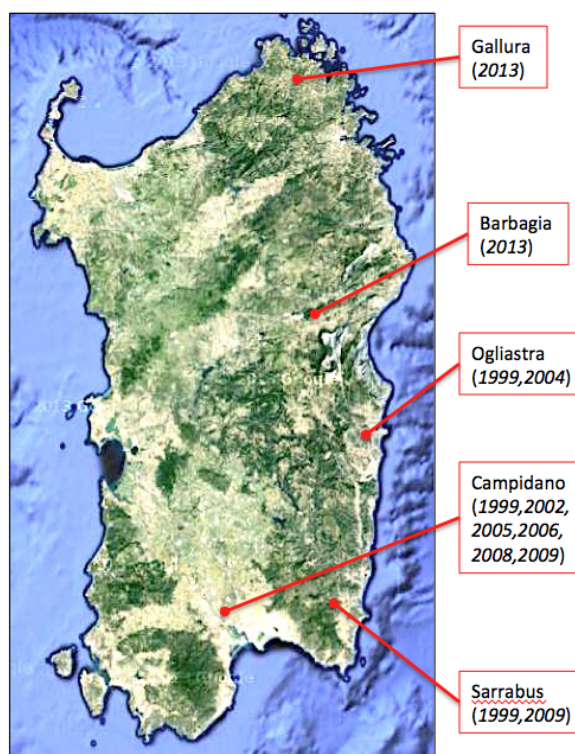 Gallura
(2013)
Barbagia
(2013)
Ogliastra
(1999,2004)
Campidano
(1999,2002,
2005,2006,
2008,2009)
Sarrabus
(1999,2009)